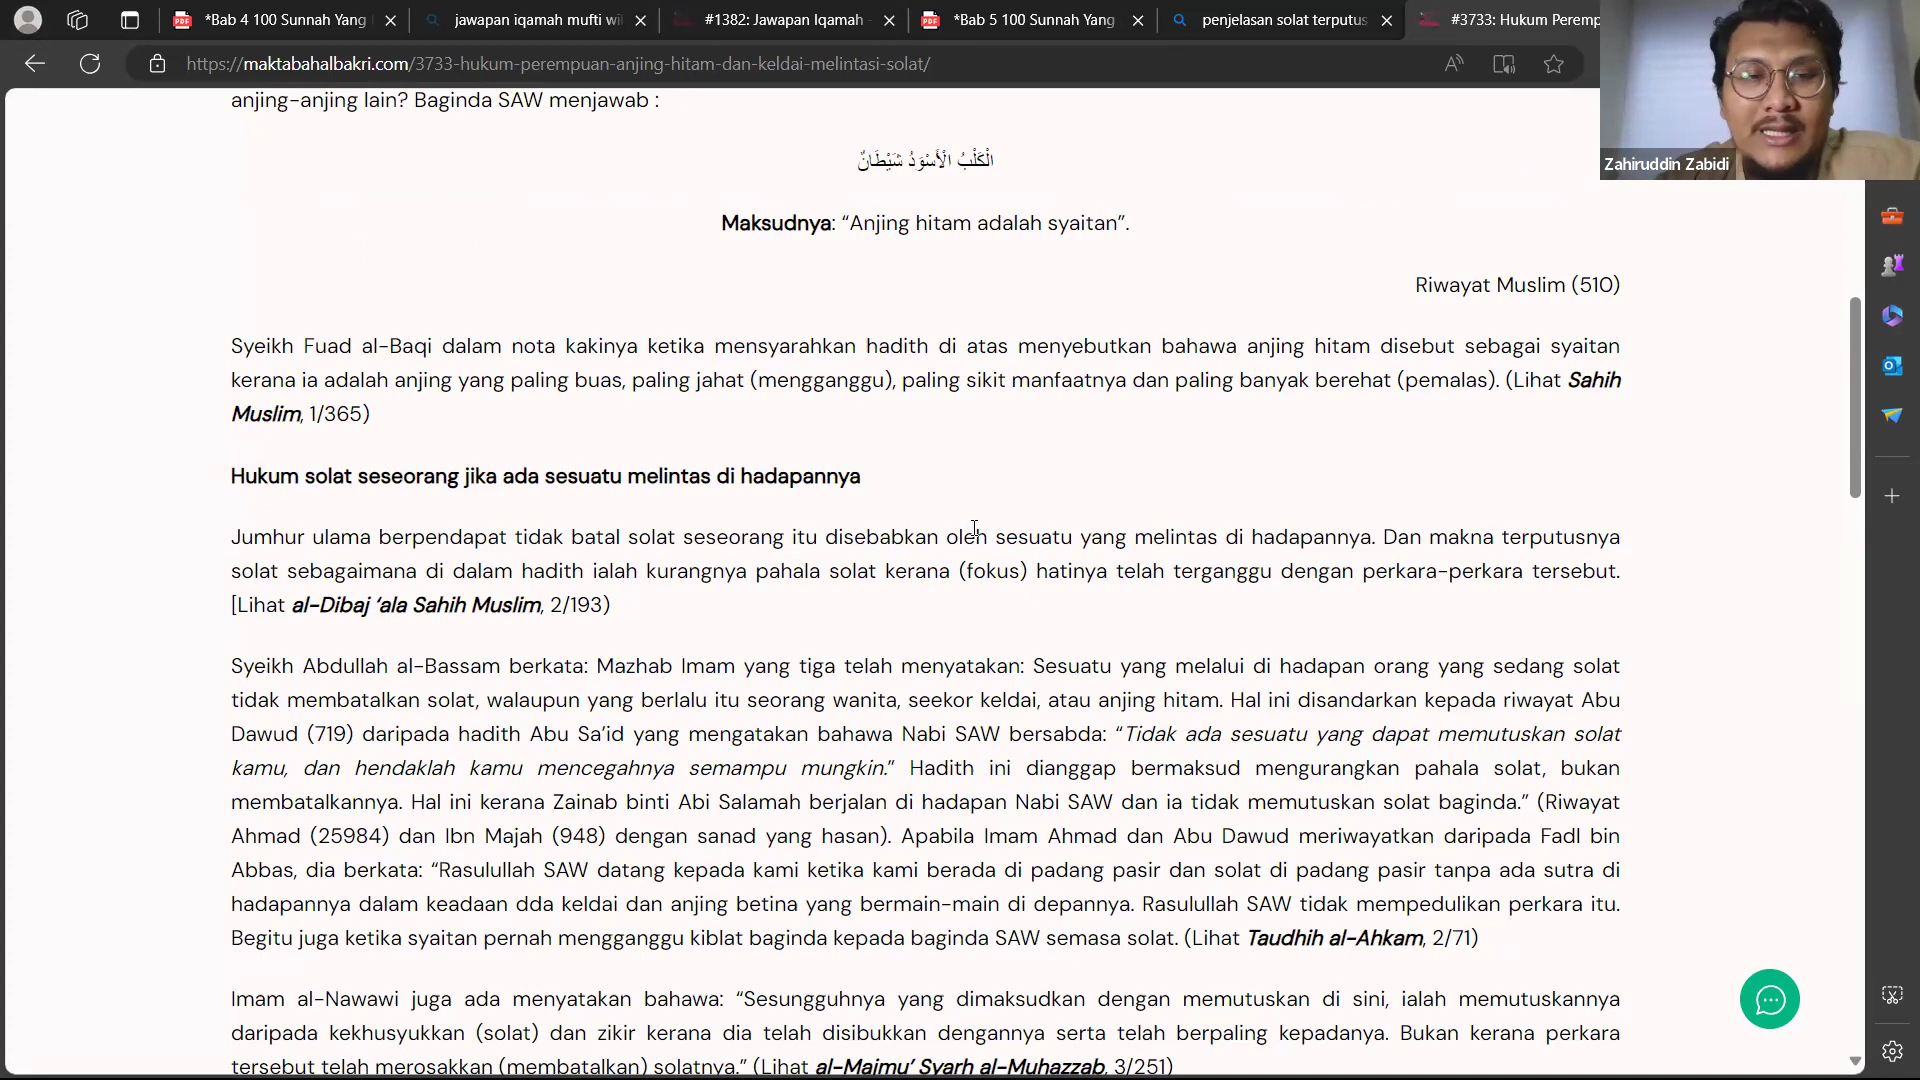 *Bab 4 100 Sunnah Yang
jawapan iqamah mufti wil
#1382: Jawapan Iqamah -
*Bab 5 100 Sunnah Yang
penjelasan solat terputus
#3733: Hukum Peremp
https://maktabahalbakri.com/3733-hukum-perempuan-anjing-hitam-dan-keldai-melintasi-solat/
Zahiruddin Zabidi
anjing-anjing lain? Baginda SAW menjawab :
الْكَلْبُ الْأَسْوَدُ شَيْطَانٌ
Maksudnya: “Anjing hitam adalah syaitan”.
Riwayat Muslim (510)
Syeikh Fuad al-Baqi dalam nota kakinya ketika mensyarahkan hadith di atas menyebutkan bahawa anjing hitam disebut sebagai syaitan
kerana ia adalah anjing yang paling buas, paling jahat (mengganggu), paling sikit manfaatnya dan paling banyak berehat (pemalas). (Lihat Sahih
Muslim, 1/365)
Hukum solat seseorang jika ada sesuatu melintas di hadapannya
Jumhur ulama berpendapat tidak batal solat seseorang itu disebabkan oleh sesuatu yang melintas di hadapannya. Dan makna terputusnya
solat sebagaimana di dalam hadith ialah kurangnya pahala solat kerana (fokus) hatinya telah terganggu dengan perkara-perkara tersebut.
[Lihat al-Dibaj ‘ala Sahih Muslim, 2/193)
Syeikh Abdullah al-Bassam berkata: Mazhab Imam yang tiga telah menyatakan: Sesuatu yang melalui di hadapan orang yang sedang solat
tidak membatalkan solat, walaupun yang berlalu itu seorang wanita, seekor keldai, atau anjing hitam. Hal ini disandarkan kepada riwayat Abu
Dawud (719) daripada hadith Abu Sa’id yang mengatakan bahawa Nabi SAW bersabda: “Tidak ada sesuatu yang dapat memutuskan solat
kamu, dan hendaklah kamu mencegahnya semampu mungkin.” Hadith ini dianggap bermaksud mengurangkan pahala solat, bukan
membatalkannya. Hal ini kerana Zainab binti Abi Salamah berjalan di hadapan Nabi SAW dan ia tidak memutuskan solat baginda.” (Riwayat
Ahmad (25984) dan Ibn Majah (948) dengan sanad yang hasan). Apabila Imam Ahmad dan Abu Dawud meriwayatkan daripada Fadl bin
Abbas, dia berkata: “Rasulullah SAW datang kepada kami ketika kami berada di padang pasir dan solat di padang pasir tanpa ada sutra di
hadapannya dalam keadaan dda keldai dan anjing betina yang bermain-main di depannya. Rasulullah SAW tidak mempedulikan perkara itu.
Begitu juga ketika syaitan pernah mengganggu kiblat baginda kepada baginda SAW semasa solat. (Lihat Taudhih al-Ahkam, 2/71)
Imam al-Nawawi juga ada menyatakan bahawa: “Sesungguhnya yang dimaksudkan dengan memutuskan di sini, ialah memutuskannya
daripada kekhusyukkan (solat) dan zikir kerana dia telah disibukkan dengannya serta telah berpaling kepadanya. Bukan kerana perkara
tersebut telah merosakkan (membatalkan) solatnya.” (Lihat al-Majmu’ Syarh al-Muhazzab, 3/251)